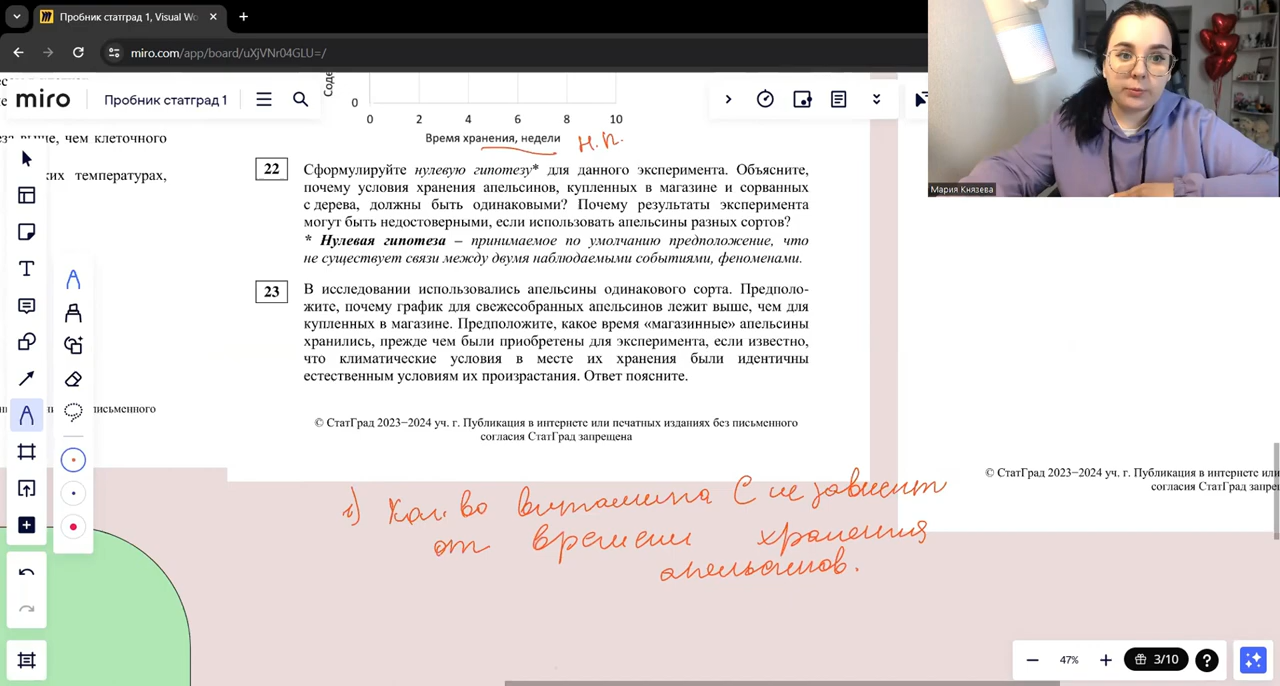 Пробник статград 1, Visual Wo
miro.com/app/board/uXjVNr04GLU=/
miro
Пробник статград 1
Соде
0
0 2 4 6 8 10
Время хранения, недели
Н.п.
выше, чем клеточного
ких температурах,
письменного
22
Сформулируйте нулевую гипотезу* для данного эксперимента. Объясните,
почему условия хранения апельсинов, купленных в магазине и сорванных
с дерева, должны быть одинаковыми? Почему результаты эксперимента
могут быть недостоверными, если использовать апельсины разных сортов?
* Нулевая гипотеза – принимаемое по умолчанию предположение, что
не существует связи между двумя наблюдаемыми событиями, феноменами.
23
В исследовании использовались апельсины одинакового сорта. Предполо-
жите, почему график для свежесобранных апельсинов лежит выше, чем для
купленных в магазине. Предположите, какое время «магазинные» апельсины
хранились, прежде чем были приобретены для эксперимента, если известно,
что климатические условия в месте их хранения были идентичны
естественным условиям их произрастания. Ответ поясните.
© СтатГрад 2023−2024 уч. г. Публикация в интернете или печатных изданиях без письменного
согласия СтатГрад запрещена
© СтатГрад 2023−2024 уч. г. Публикация в интернете или
согласия СтатГрад запре
1) Кол-во витамина С не зависит
от времени хранения
апельсинов.
Мария Князева
47%
3/10